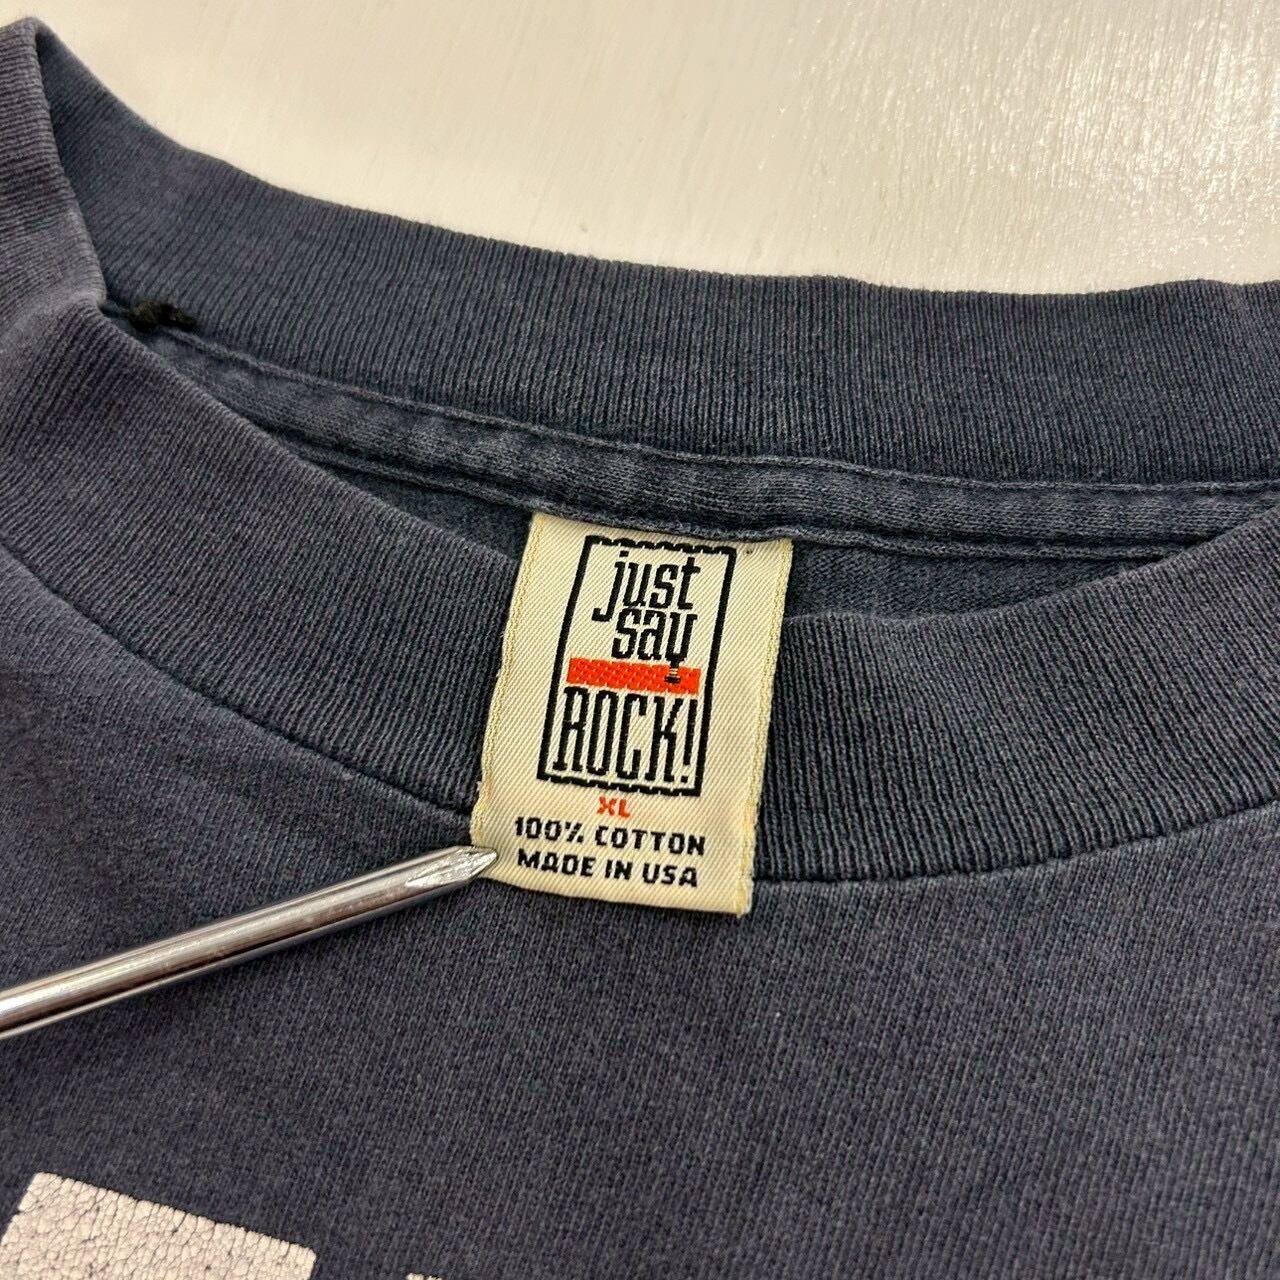 just
say
ROCK!
XL
100% COTTON
MADE IN USA